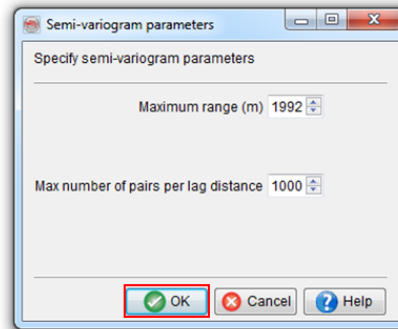 Semi-variogram parameters
Specify semi-variogram parameters
Maximum range (m) 1992
Max number of pairs per lag distance 1000
OK Cancel Help